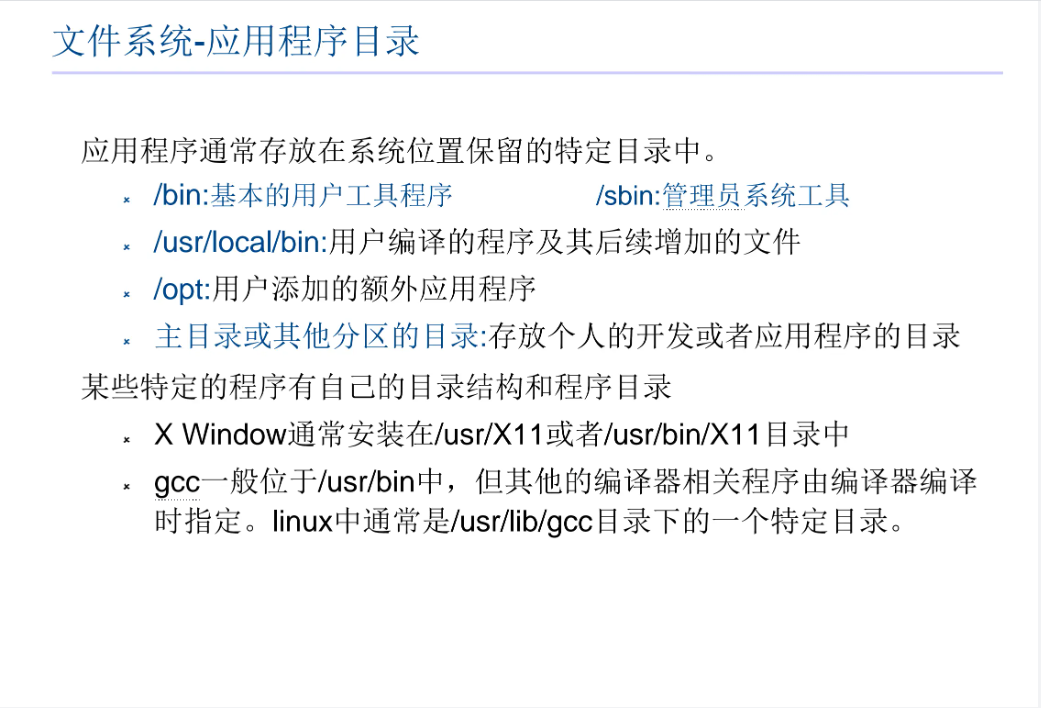 文件系统-应用程序目录
应用程序通常存放在系统位置保留的特定目录中。
/bin:基本的用户工具程序 /sbin:管理员系统工具
/usr/local/bin:用户编译的程序及其后续增加的文件
/opt:用户添加的额外应用程序
主目录或其他分区的目录:存放个人的开发或者应用程序的目录
某些特定的程序有自己的目录结构和程序目录
X Window通常安装在/usr/X11或者/usr/bin/X11目录中
gcc一般位于/usr/bin中，但其他的编译器相关程序由编译器编译
时指定。linux中通常是/usr/lib/gcc目录下的一个特定目录。